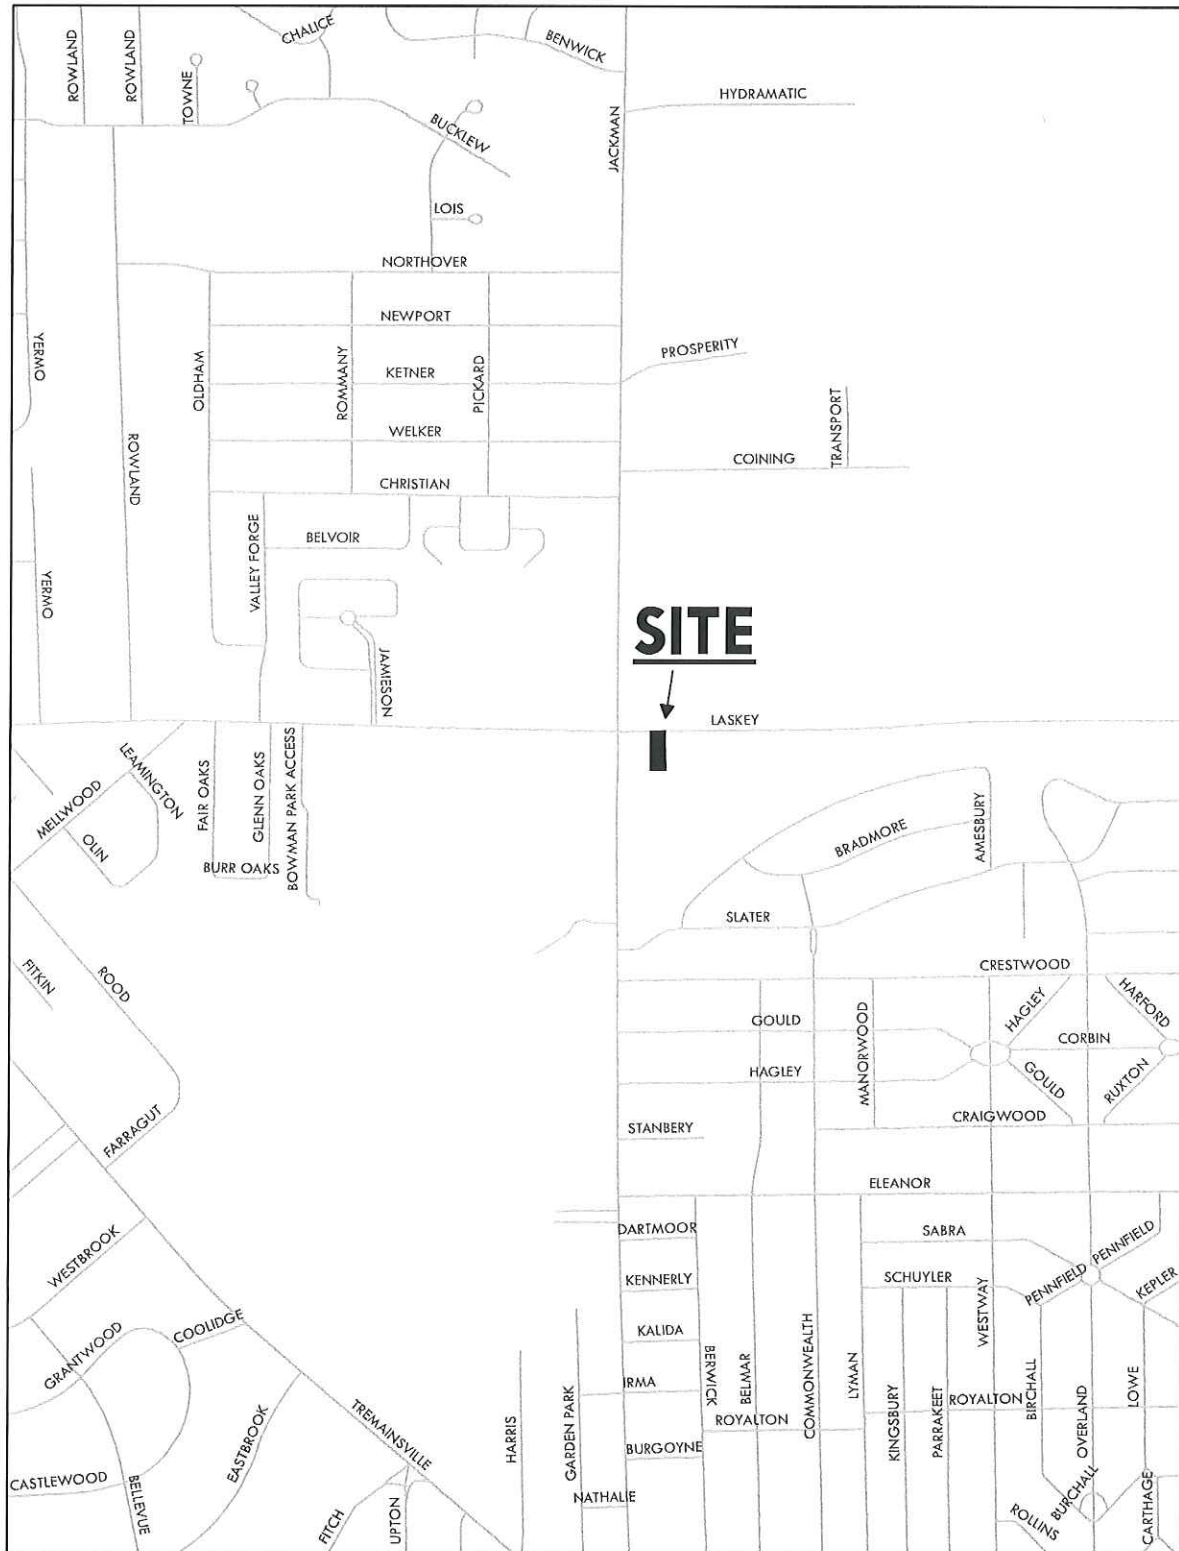 CHALICE
BENWICK
ROWLAND
ROWLAND
TOWNE
HYDRAMATIC
JACKMAN
BUCKLEW
LOIS
NORTHOVER
NEWPORT
YERMO
OLDHAM
ROMMANY
PICKARD
PROSPERITY
KETNER
TRANSPORT
WELKER
ROWLAND
COINING
CHRISTIAN
VALLEY FORGE
BELVOIR
YERMO
SITE
JAMIESON
LASKEY
LEAMINGTON
FAIR OAKS
GLENN OAKS
BOWMAN PARK ACCESS
MELLWOOD
OLIN
BURR OAKS
BRADMORE
AMESBURY
SLATER
FITKIN
ROOD
CRESTWOOD
HAGLEY
HARFORD
GOULD
MANORWOOD
CORBIN
HAGLEY
GOULD
RUXTON
FARRAGUT
STANBERY
CRAIGWOOD
ELEANOR
DARTMOOR
SABRA
PENNFIELD
WESTBROOK
KENNERLY
SCHUYLER
PENNFIELD
KEPLER
WESTWAY
GRANTWOOD
COOLIDGE
KALIDA
BERWICK
BELMAR
COMMONWEALTH
LYMAN
BIRCHALL
LOWE
IRMA
TREMAINSVILLE
HARRIS
GARDEN PARK
ROYALTON
KINGSBURY
PARRAKEET
ROYALTON
OVERLAND
EASTBROOK
BURGOYNE
CASTLEWOOD
BELLEVUE
NATHALIE
FITCH
UPTON
ROLLINS
BURCHALL
CARTHAGE